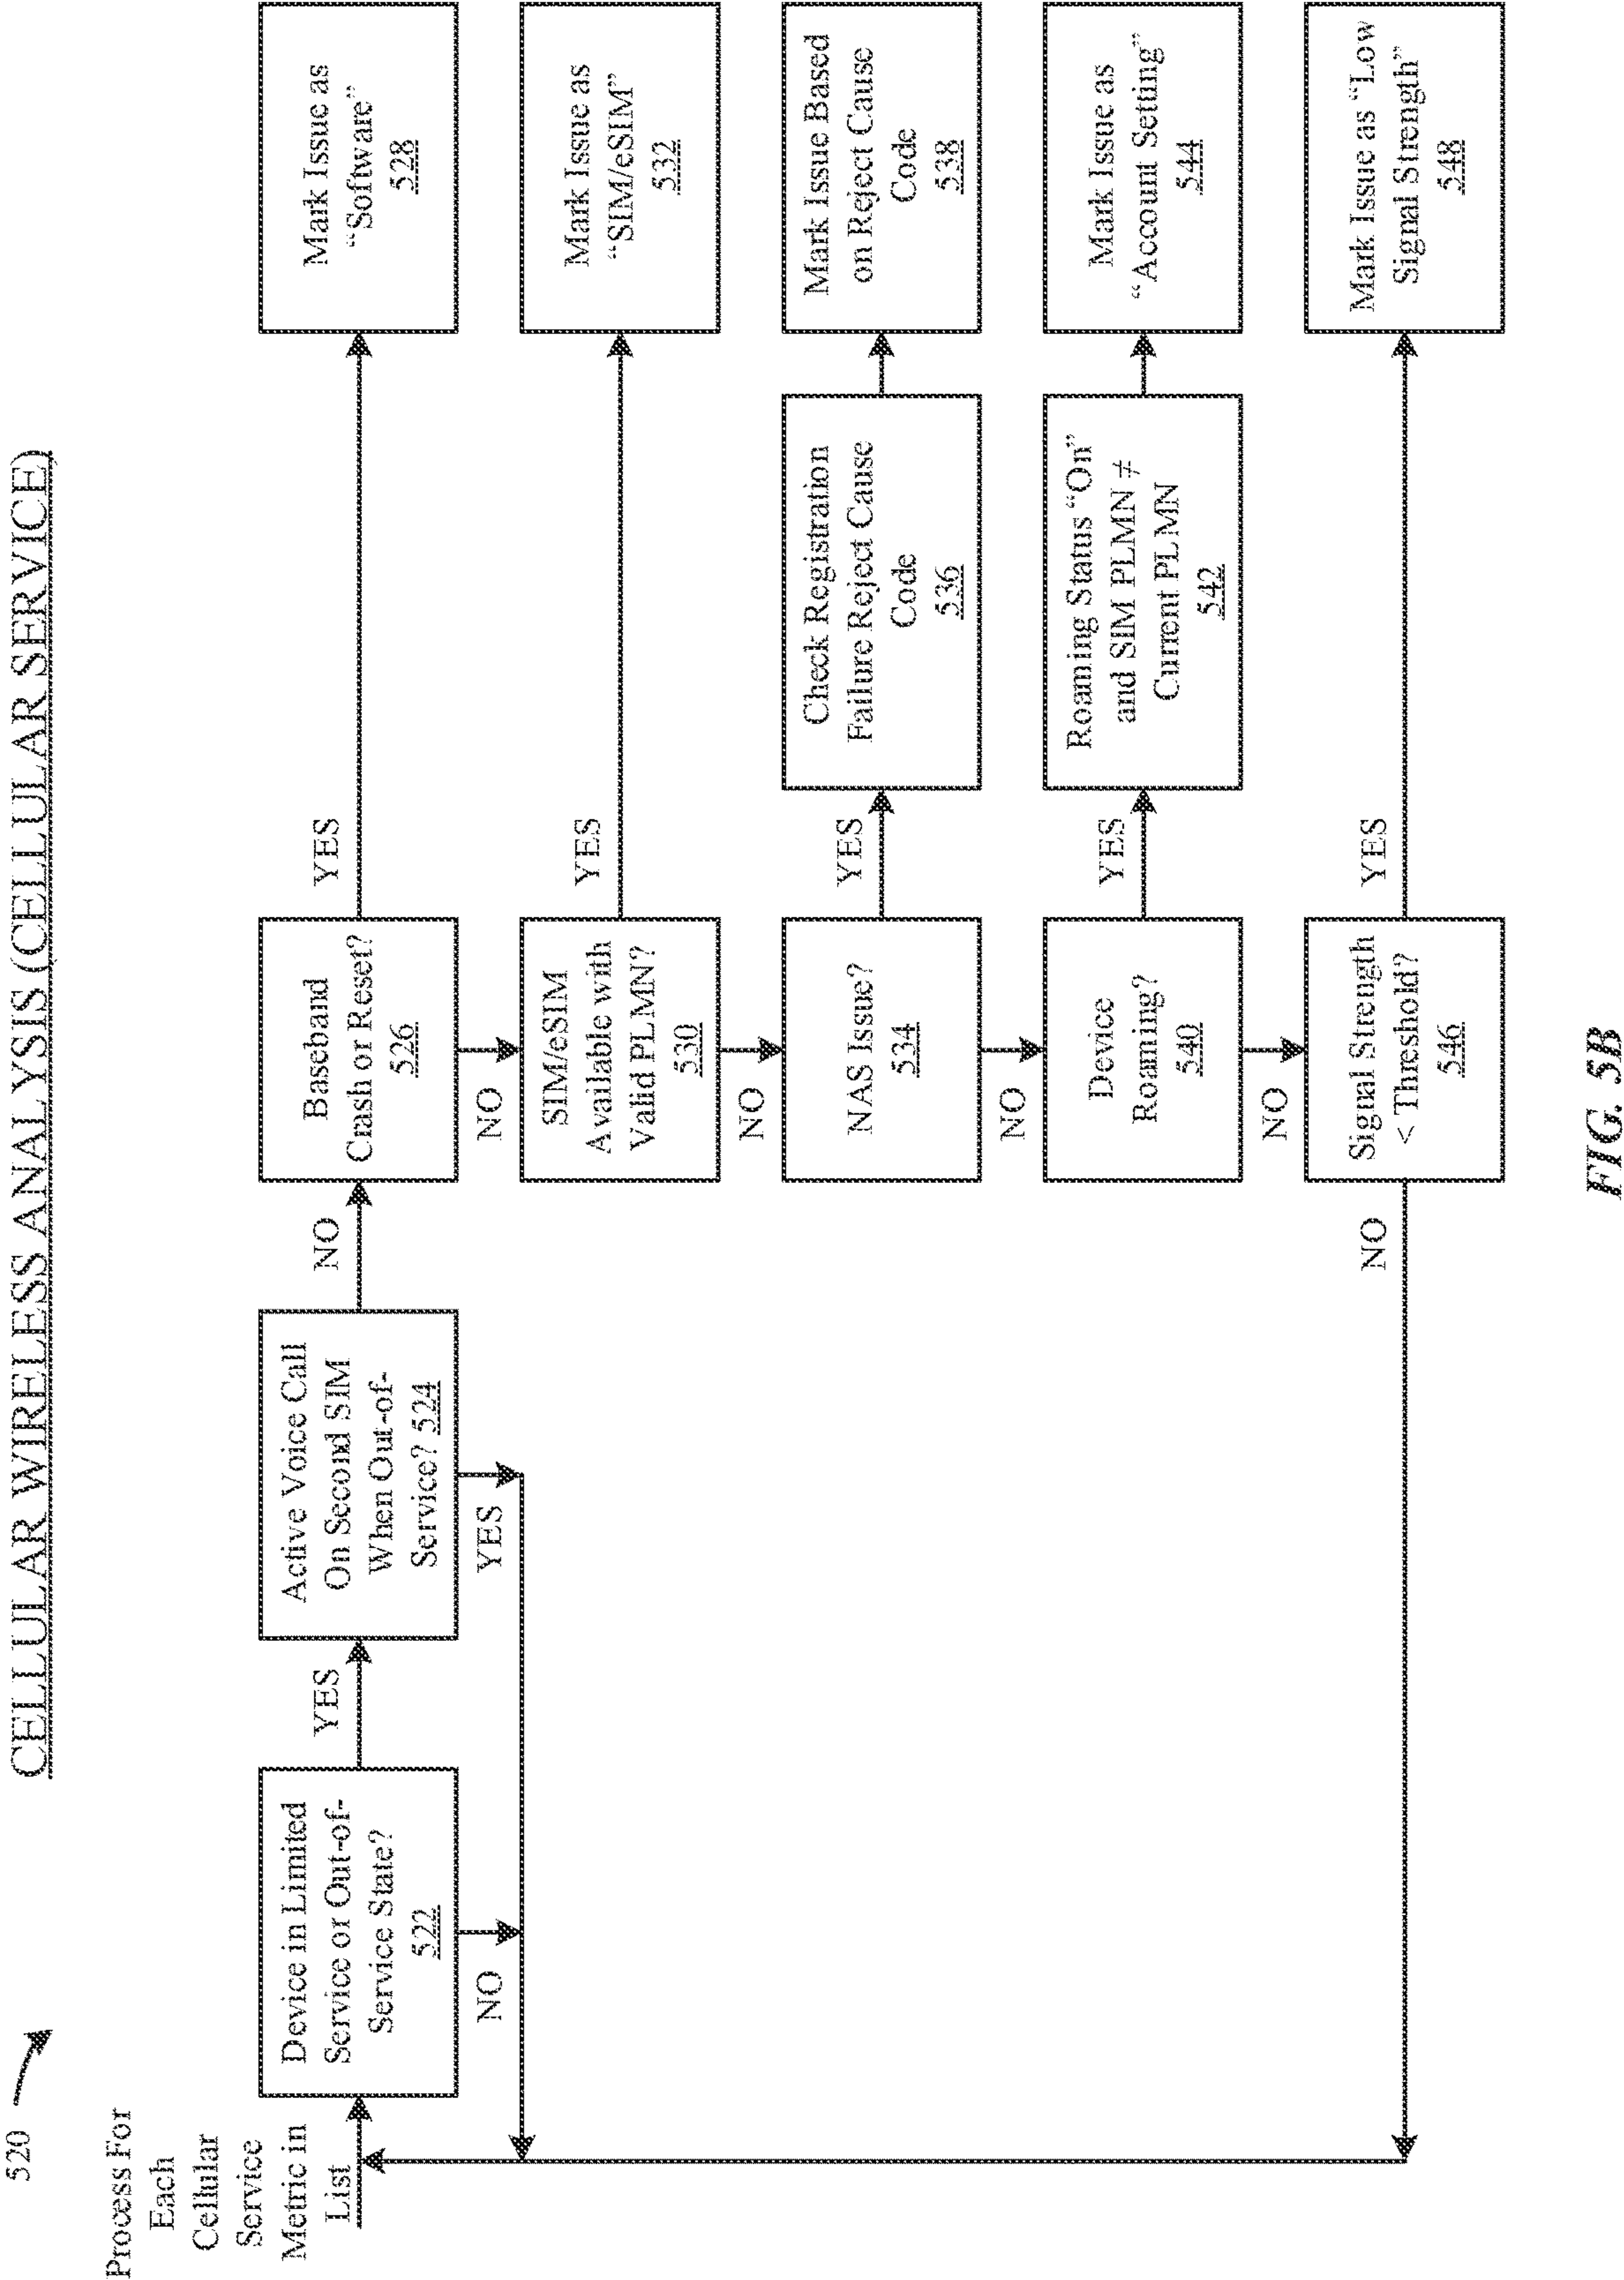 520
CELLULAR WIRELESS ANALYSIS (CELLULAR SERVICE)
Process For
Each
Cellular
Service
Metric in
List
Device in Limited
Service or Out-of-
Service State?
522
YES
NO
Active Voice Call
On Second SIM
When Out-of-
Service? 524
NO
YES
Baseband
Crash or Reset?
526
YES
Mark Issue as
“Software”
528
NO
SIM/eSIM
Available with
Valid PLMN?
530
YES
Mark Issue as
“SIM/eSIM”
532
NO
NAS Issue?
534
YES
Check Registration
Failure Reject Cause
Code
536
Mark Issue Based
on Reject Cause
Code
538
NO
Device
Roaming?
540
YES
Roaming Status “On”
and SIM PLMN ≠
Current PLMN
542
Mark Issue as
“Account Setting”
544
NO
Signal Strength
< Threshold?
546
YES
Mark Issue as “Low
Signal Strength”
548
NO
FIG. 5B